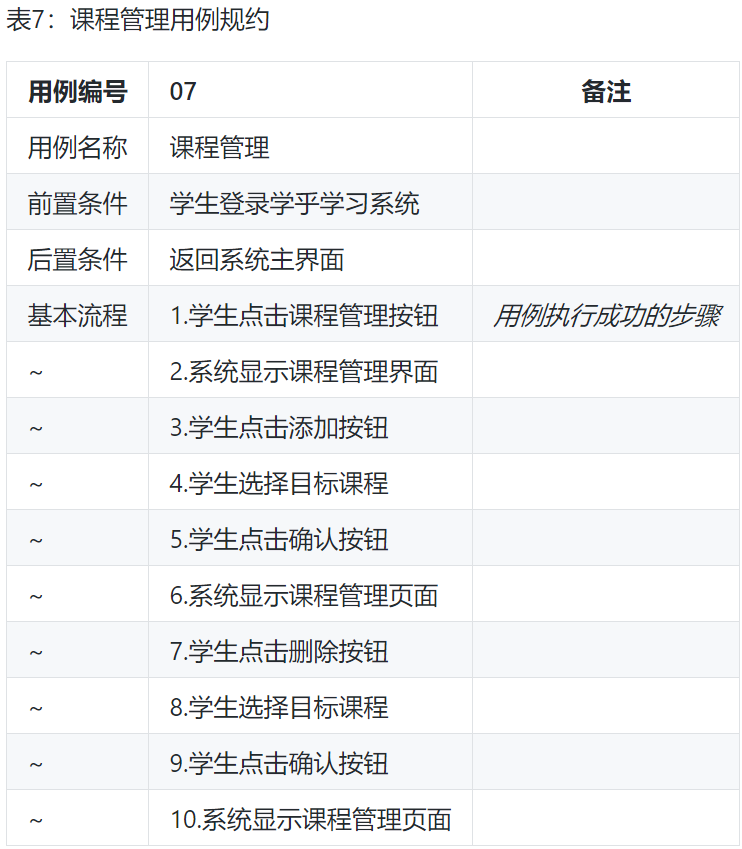 表7：课程管理用例规约
用例编号 07 备注
用例名称 课程管理
前置条件 学生登录学乎学习系统
后置条件 返回系统主界面
基本流程 1.学生点击课程管理按钮 用例执行成功的步骤
~ 2.系统显示课程管理界面
~ 3.学生点击添加按钮
~ 4.学生选择目标课程
~ 5.学生点击确认按钮
~ 6.系统显示课程管理页面
~ 7.学生点击删除按钮
~ 8.学生选择目标课程
~ 9.学生点击确认按钮
~ 10.系统显示课程管理页面